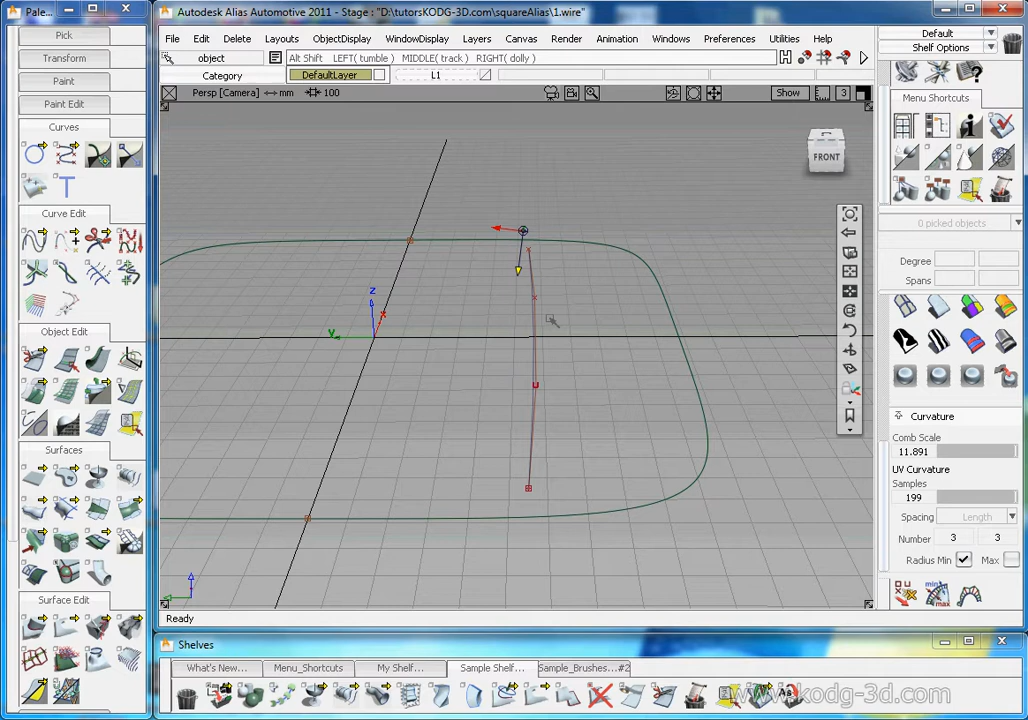 Pale...
Autodesk Alias Automotive 2011 - Stage : "D:\tutorsKODG-3D.com\squareAlias\1.wire"
File Edit Delete Layouts ObjectDisplay WindowDisplay Layers Canvas Render Animation Windows Preferences Utilities Help
object
Alt Shift LEFT( tumble ) MIDDLE( track ) RIGHT( dolly )
Category DefaultLayer L1
Persp [Camera] mm 100 Show 3
Pick
Transform
Paint
Paint Edit
Curves
T
Curve Edit
Object Edit
Surfaces
Surface Edit
FRONT
z
y
Ready
Default
Shelf Options
Menu Shortcuts
0 picked objects
Degree
Spans
Curvature
Comb Scale
11.891
UV Curvature
Samples
199
Spacing Length
Number 3 3
Radius Min Max
Shelves
What's New... Menu_Shortcuts My Shelf... Sample Shelf... Sample_Brushes...#2
www.kodg-3d.com